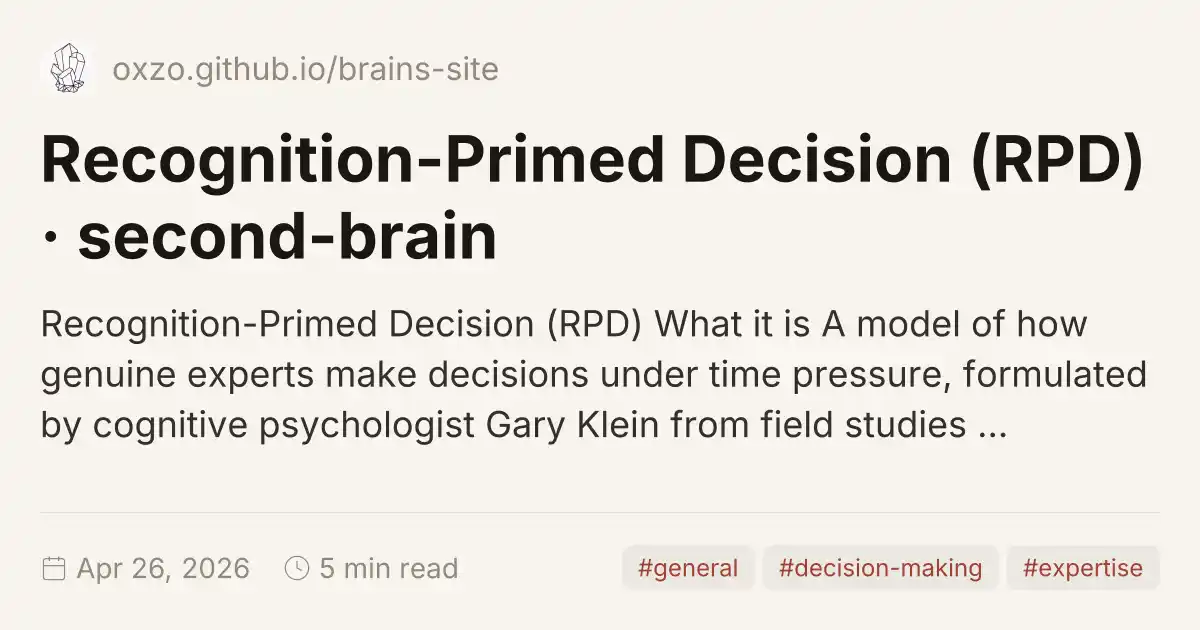 oxzo.github.io/brains-site
Recognition-Primed Decision (RPD)
· second-brain
Recognition-Primed Decision (RPD) What it is A model of how
genuine experts make decisions under time pressure, formulated
by cognitive psychologist Gary Klein from field studies ...
Apr 26, 2026 5 min read #general #decision-making #expertise